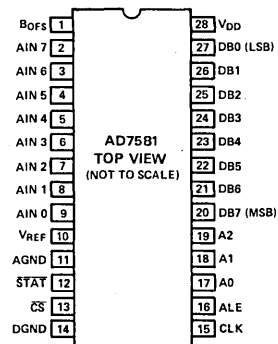 BOFS 1
AIN 7 2
AIN 6 3
AIN 5 4
AIN 4 5
AIN 3 6
AIN 2 7
AIN 1 8
AIN 0 9
VREF 10
AGND 11
STAT 12
CS 13
DGND 14
AD7581
TOP VIEW
(NOT TO SCALE)
28 VDD
27 DB0 (LSB)
26 DB1
25 DB2
24 DB3
23 DB4
22 DB5
21 DB6
20 DB7 (MSB)
19 A2
18 A1
17 A0
16 ALE
15 CLK